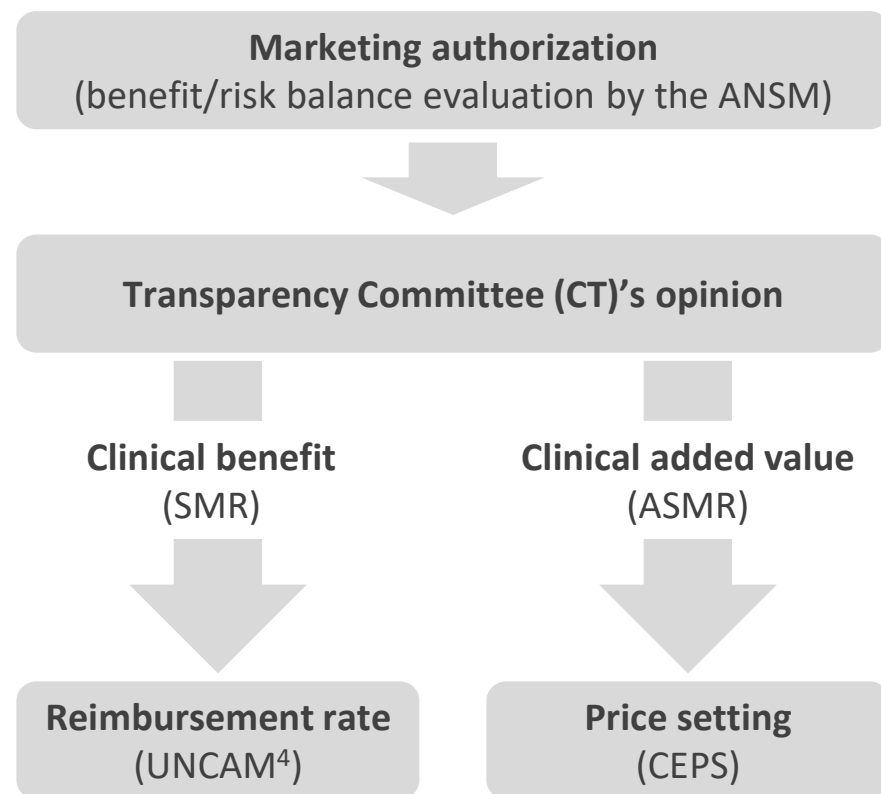 Marketing authorization
(benefit/risk balance evaluation by the ANSM)
Transparency Committee (CT)’s opinion
Clinical benefit
(SMR)
Clinical added value
(ASMR)
Reimbursement rate
(UNCAM⁴)
Price setting
(CEPS)